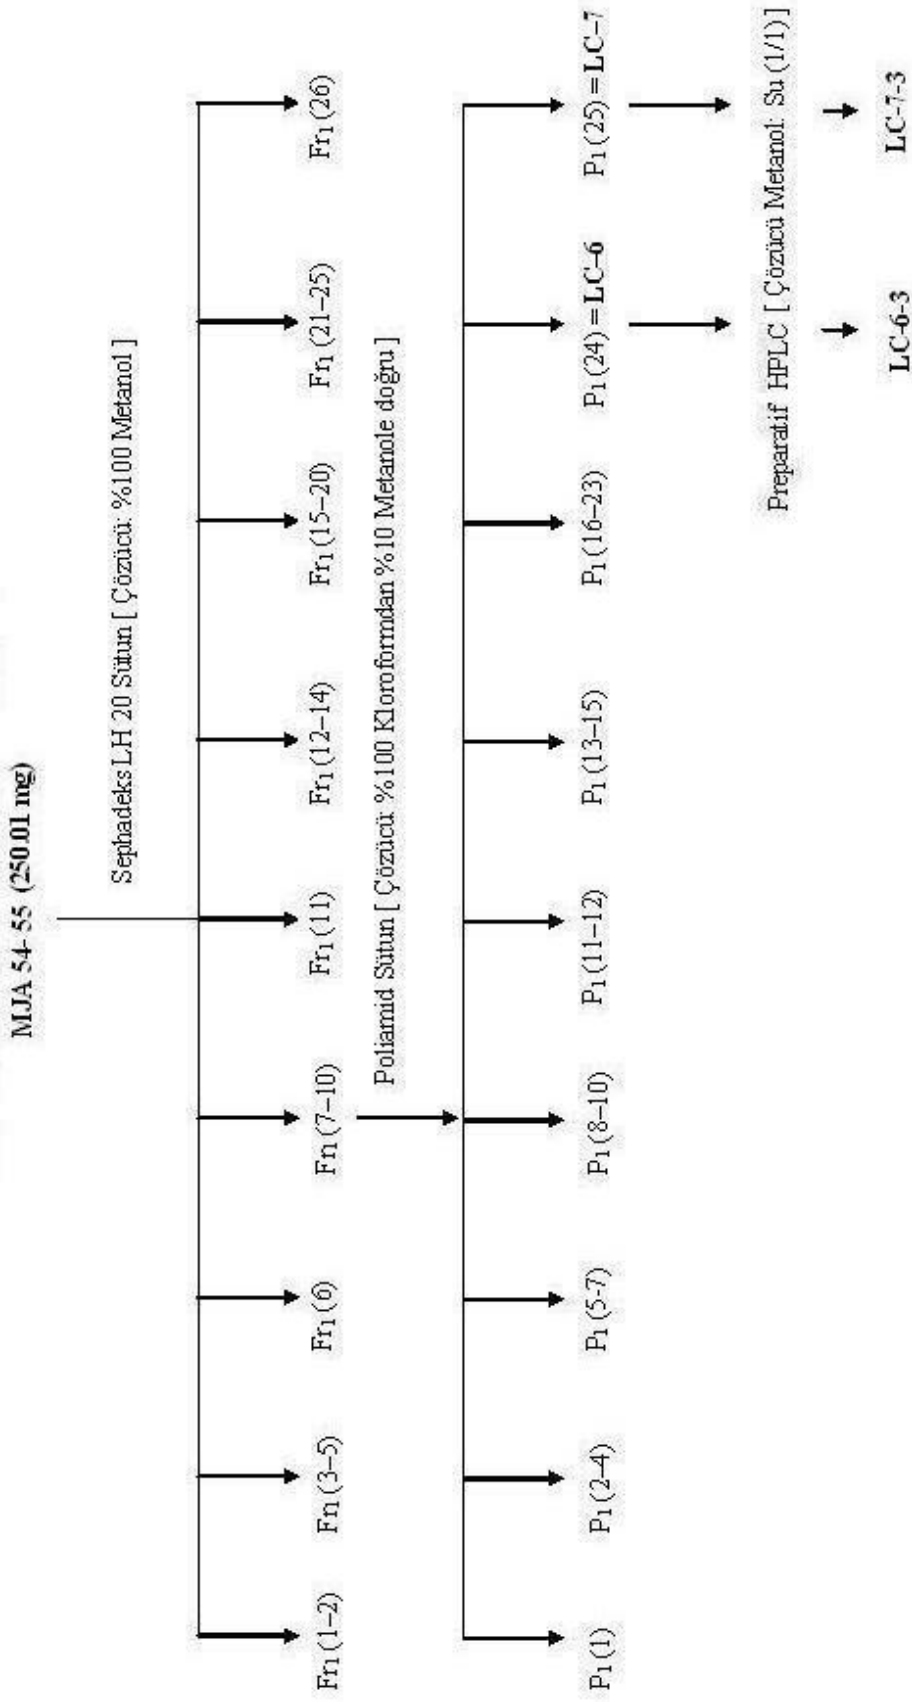 MJA 54-55 (250.01 mg)
Sephadeks LH 20 Sütun [ Çözücü: %100 Metanol ]
Fr1 (1–2) Fr1 (3–5) Fr1 (6) Fr1 (7–10) Fr1 (11) Fr1 (12–14) Fr1 (15–20) Fr1 (21–25) Fr1 (26)
Poliamid Sütun [ Çözücü: %100 Kloroformdan %10 Metanole doğru ]
P1 (1) P1 (2–4) P1 (5-7) P1 (8–10) P1 (11–12) P1 (13–15) P1 (16–23) P1 (24) = LC–6 P1 (25) = LC–7
Preparatif HPLC [ Çözücü Metanol: Su (1/1) ]
LC-6-3 LC-7-3